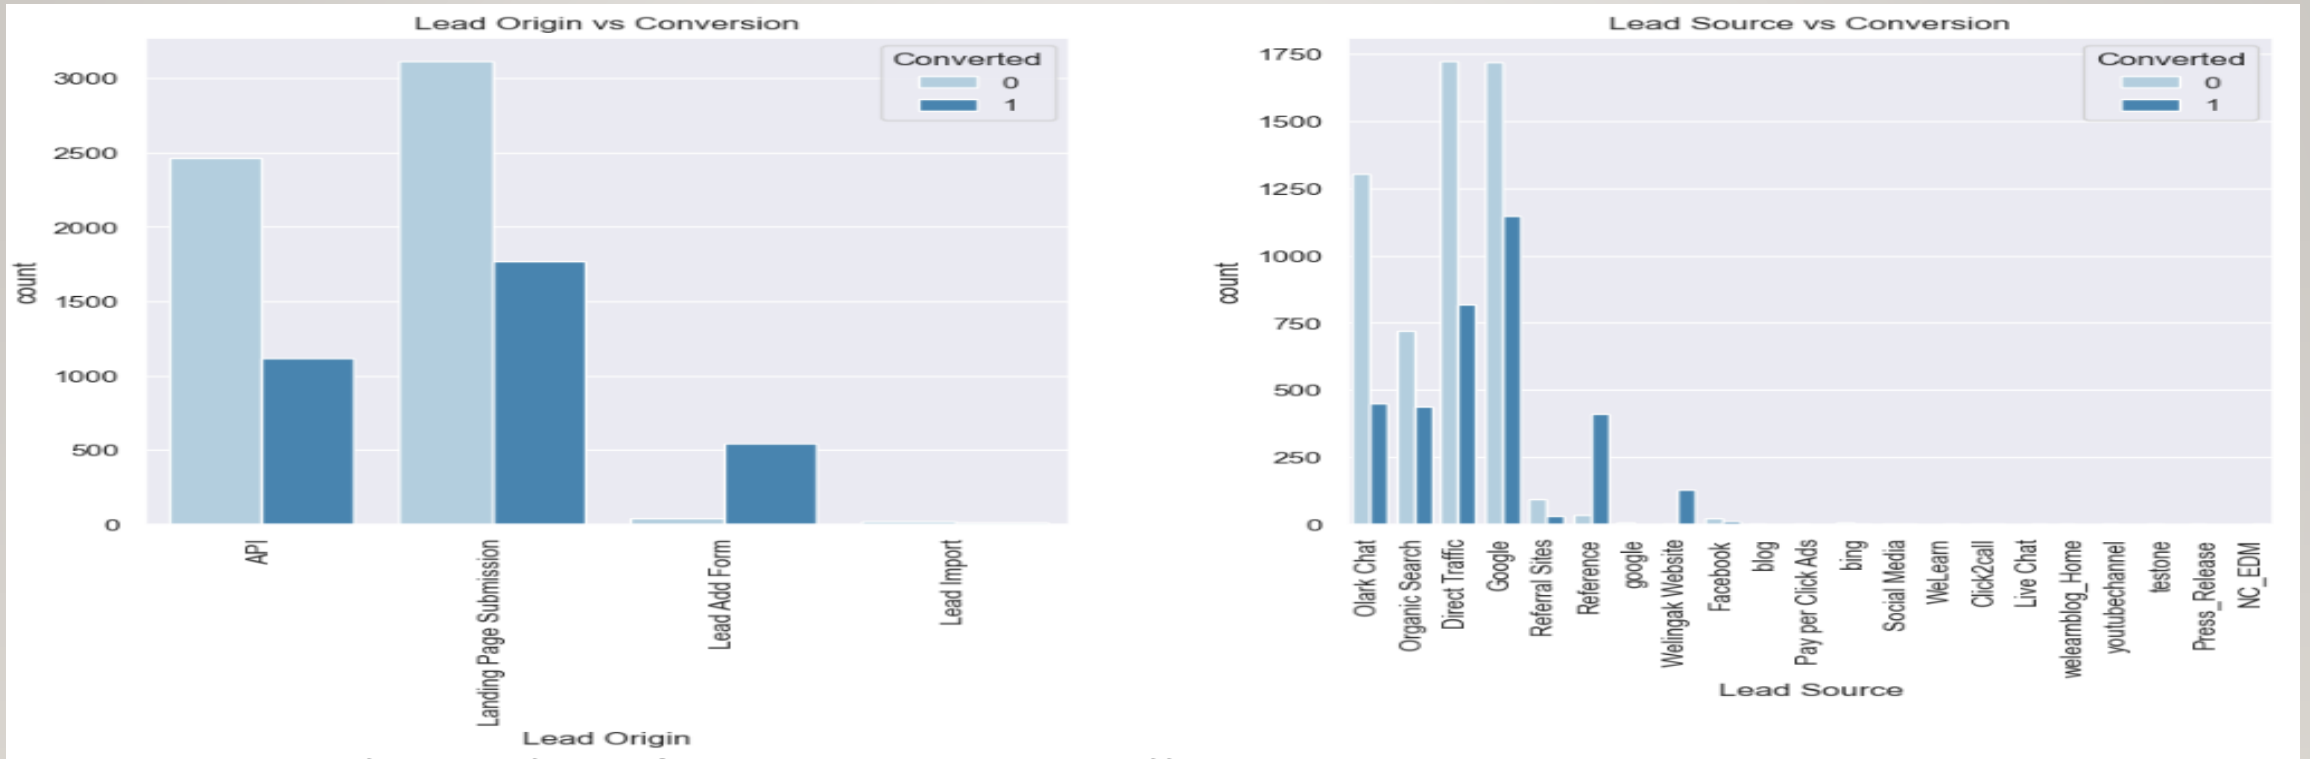 Lead Origin vs Conversion
Converted
0
1
3000
2500
2000
1500
1000
500
0
count
API
Landing Page Submission
Lead Add Form
Lead Import
Lead Origin
Lead Source vs Conversion
Converted
0
1
1750
1500
1250
1000
750
500
250
0
count
Olark Chat
Organic Search
Direct Traffic
Google
Referral Sites
Reference
google
Welingak Website
Facebook
blog
Pay per Click Ads
bing
Social Media
WeLearn
Click2call
Live Chat
welearnblog_Home
youtubechannel
testone
Press_Release
NC_EDM
Lead Source